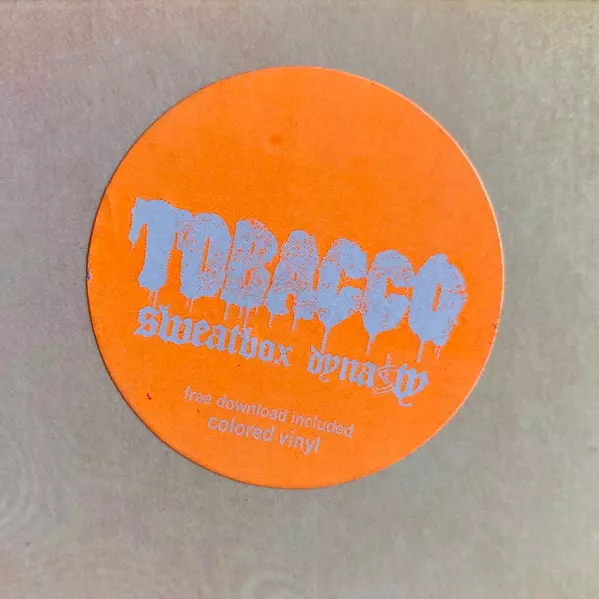 TOBACCO
sweatbox dynasty
free download included
colored vinyl